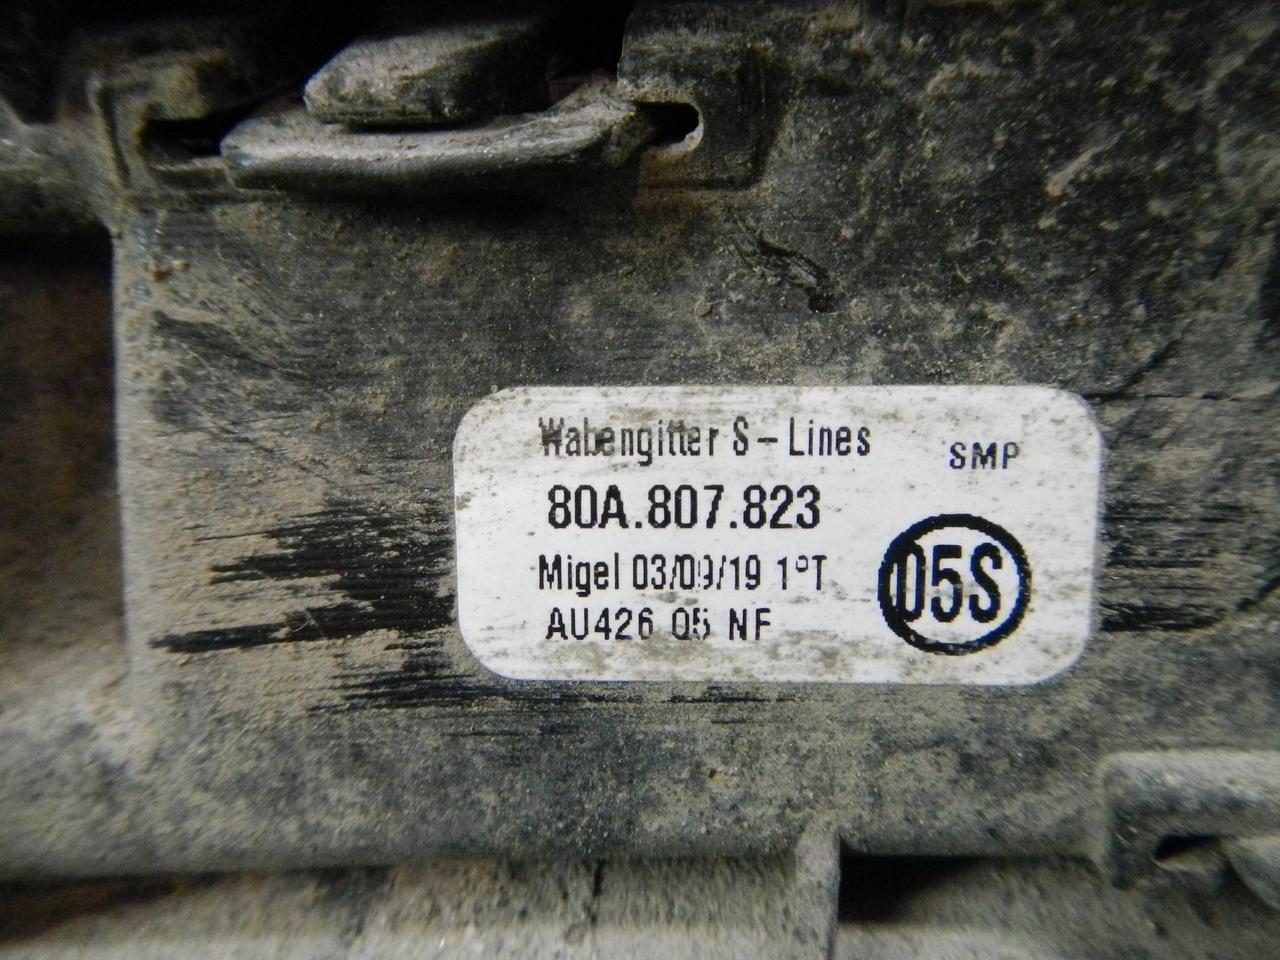 Wabengitter S-Lines
SMP
80A.807.823
Migel 03/09/19 1°T
05S
AU426 05 NF